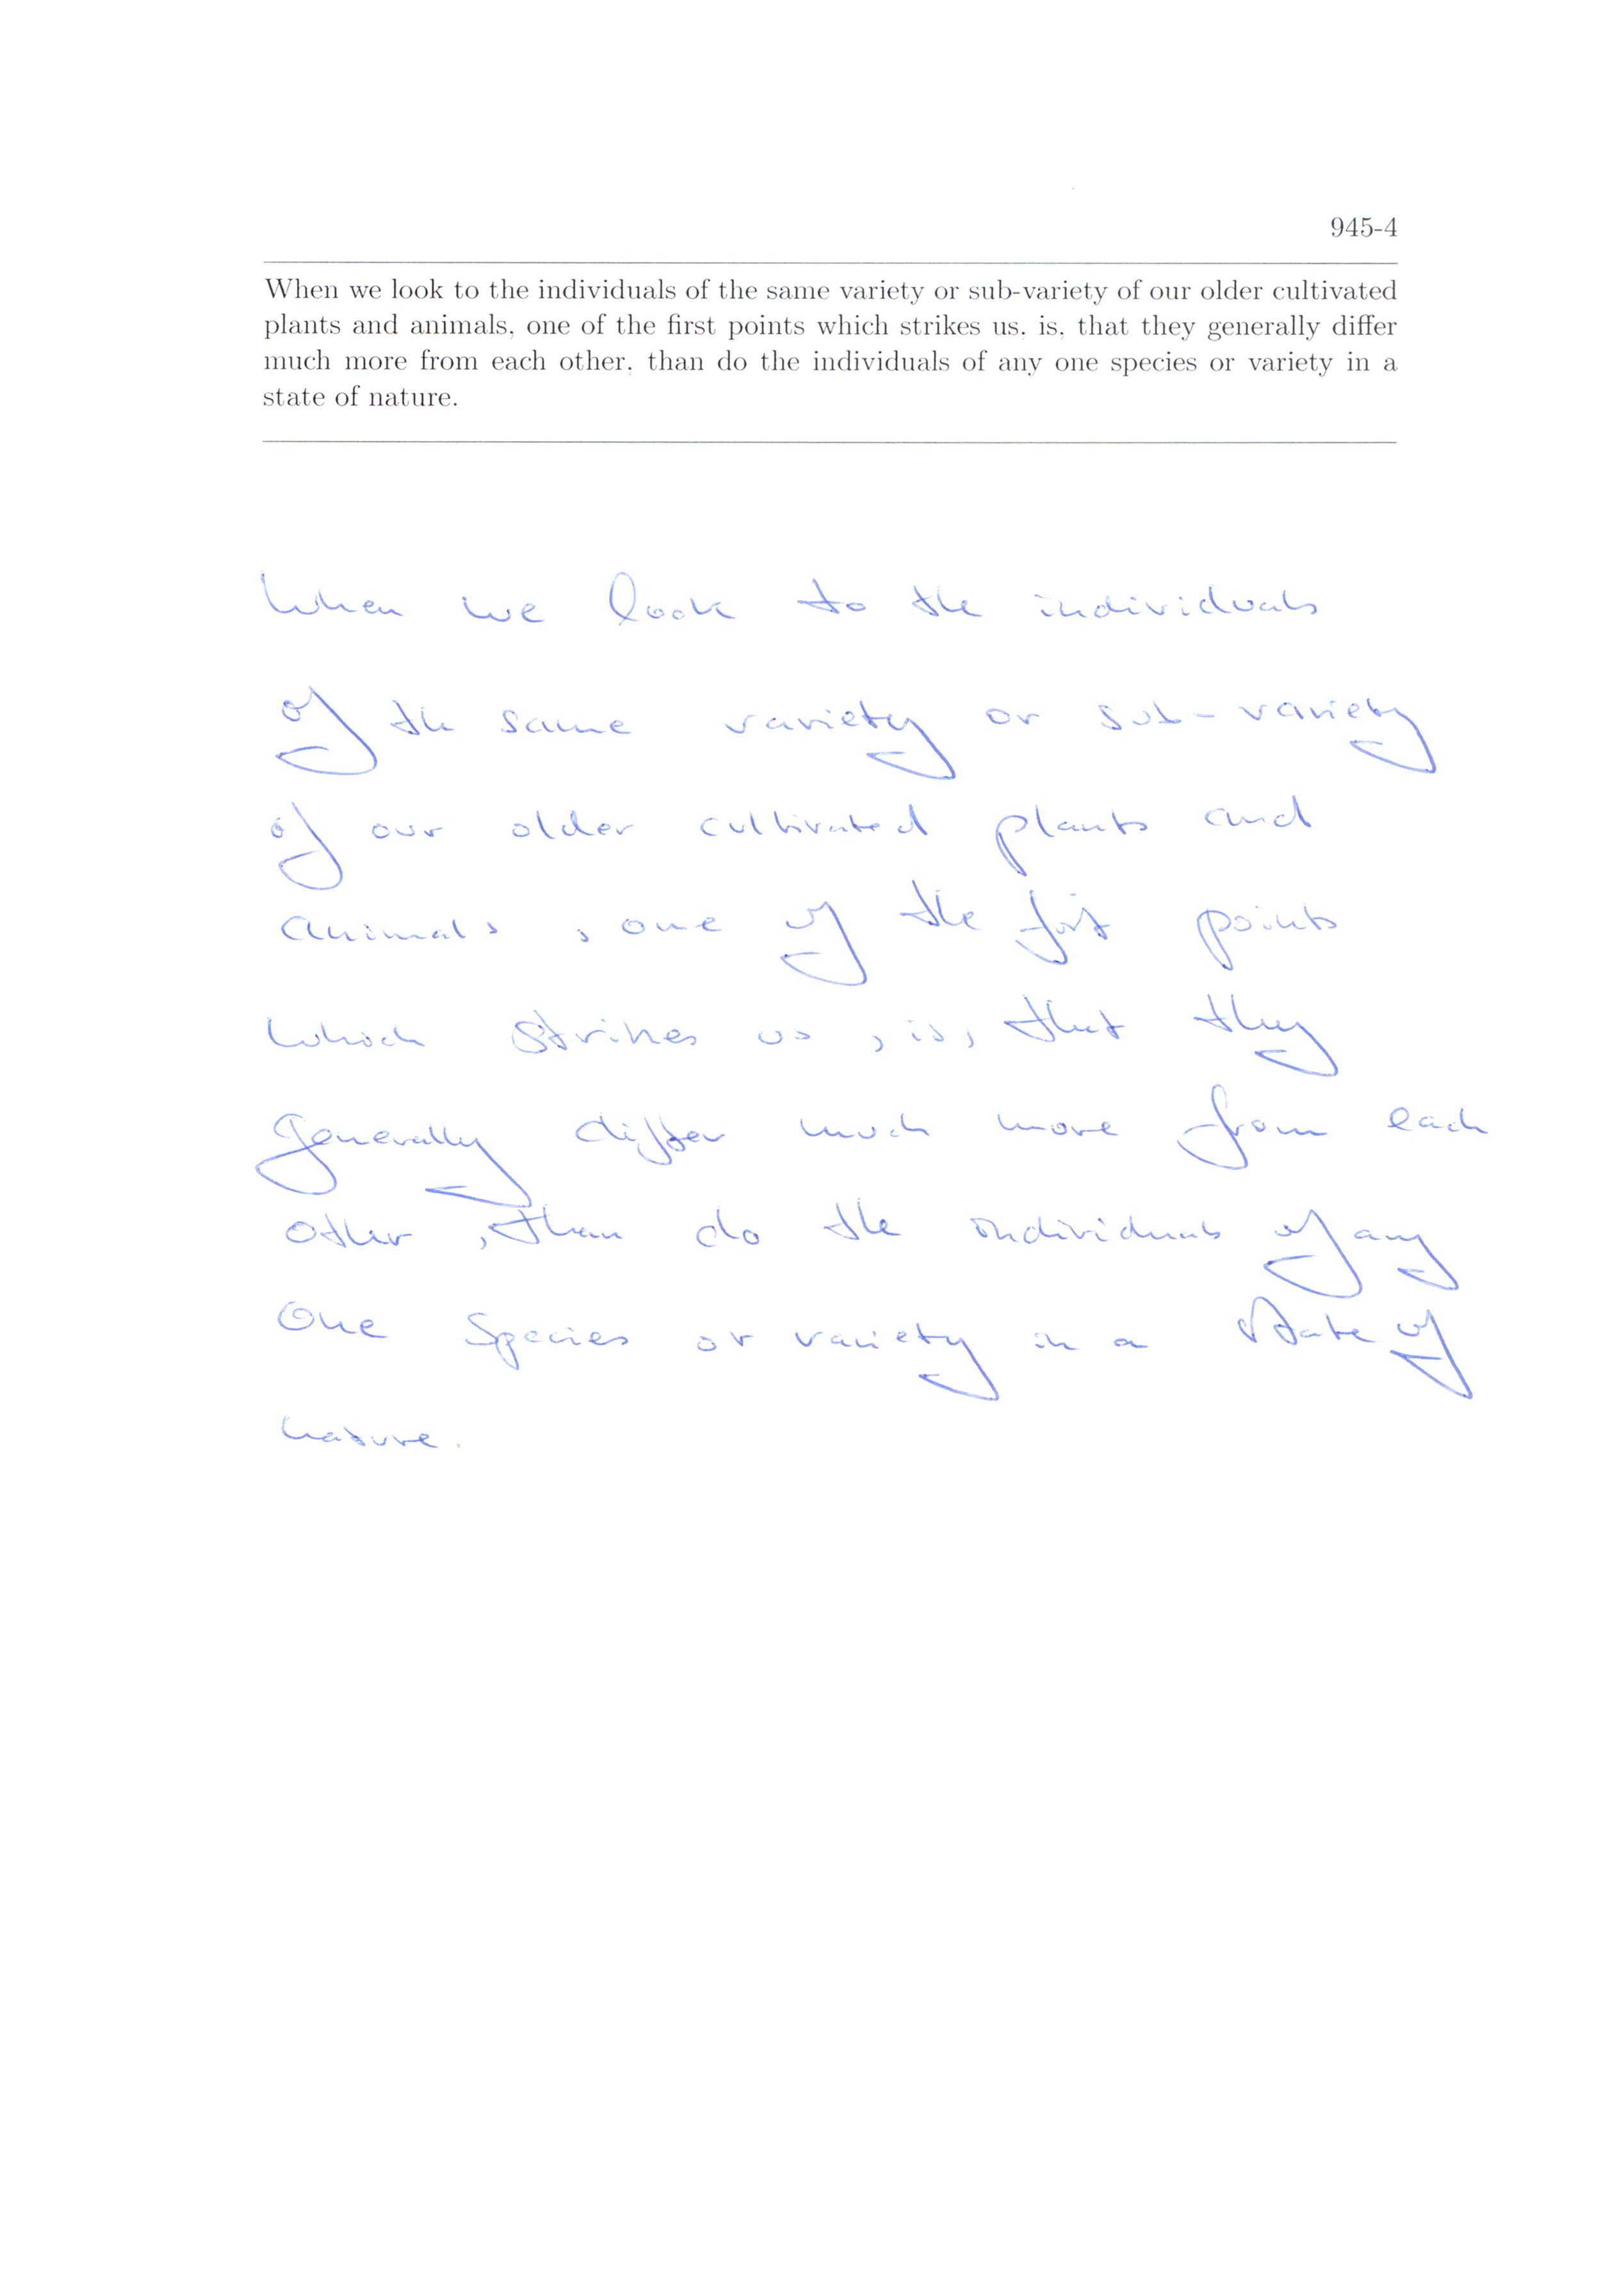 945-4
When we look to the individuals of the same variety or sub-variety of our older cultivated
plants and animals, one of the first points which strikes us, is, that they generally differ
much more from each other, than do the individuals of any one species or variety in a
state of nature.
When we look to the individuals
of the same variety or sub-variety
of our older cultivated plants and
animals, one of the first points
which strikes us, is, that they
generally differ much more from each
other, than do the individuals of any
One species or variety in a state of
nature.